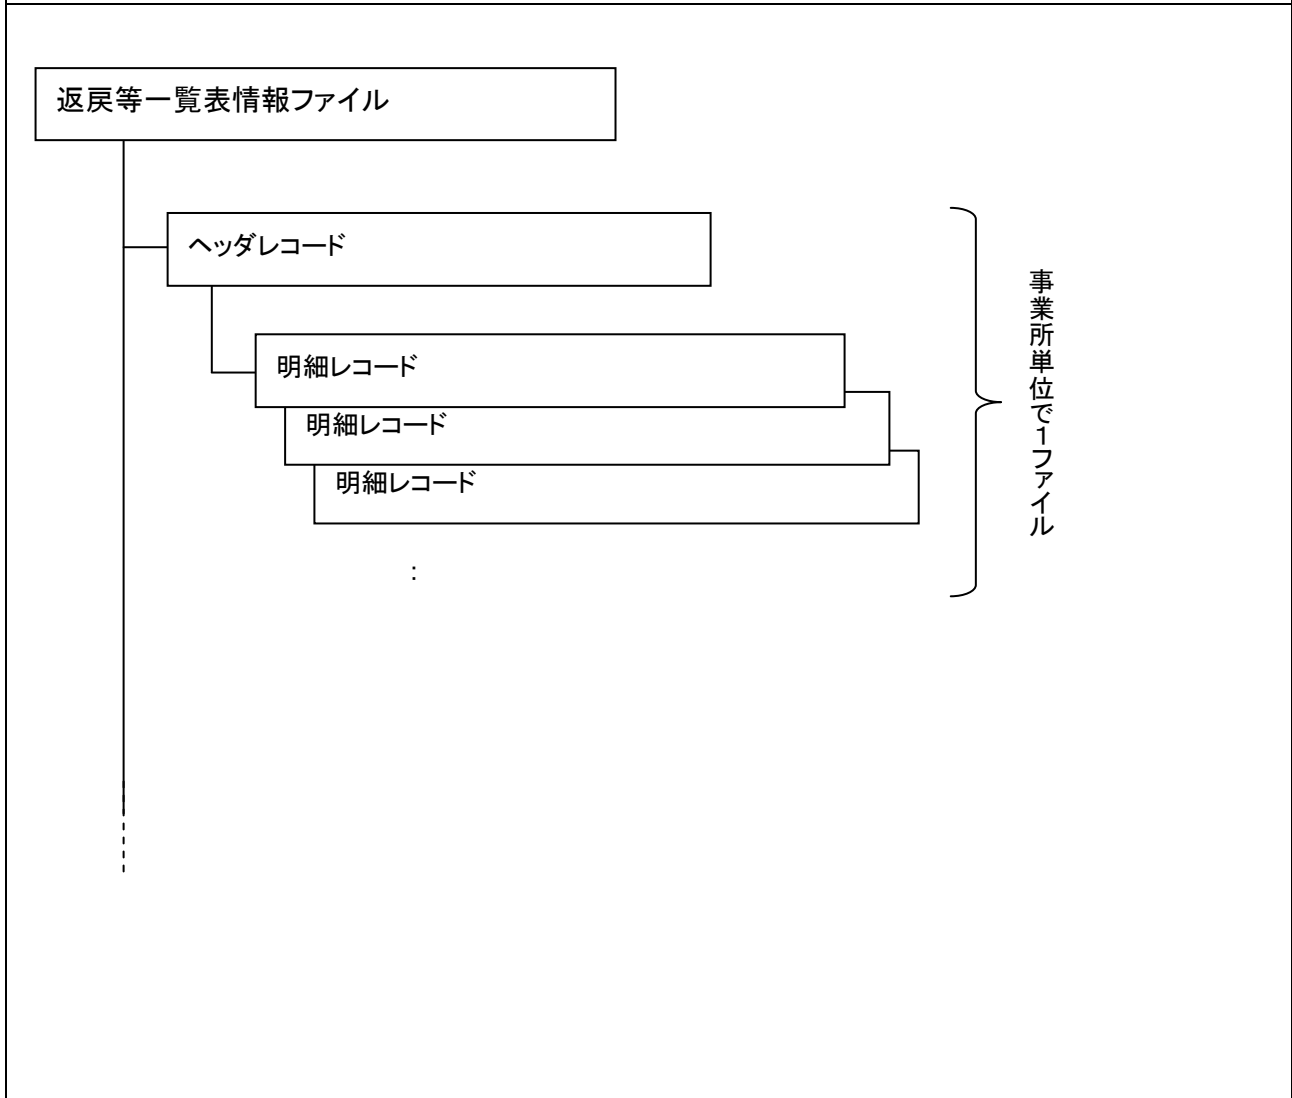 返戻等一覧表情報ファイル
ヘッダレコード
明細レコード
明細レコード
明細レコード
:
事業所単位で1ファイル